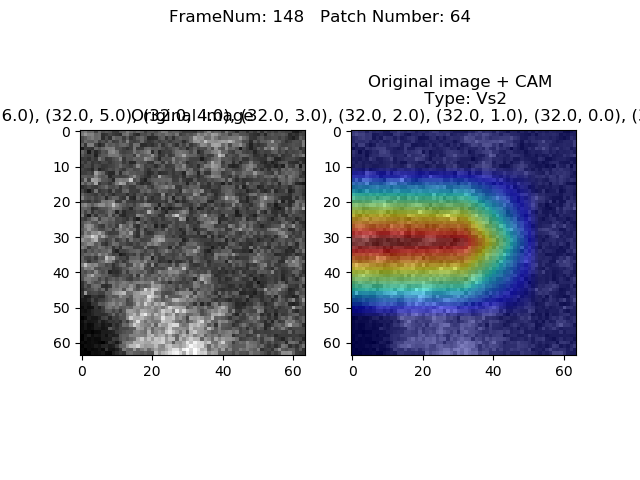 FrameNum: 148   Patch Number: 64
Original image + CAM
Type: Vs2
6.0), (32.0, 5.0), (32.0, 4.0), (32.0, 3.0), (32.0, 2.0), (32.0, 1.0), (32.0, 0.0), (3
Original image
0
10
20
30
40
50
60
0 20 40 60
0
10
20
30
40
50
60
0 20 40 60